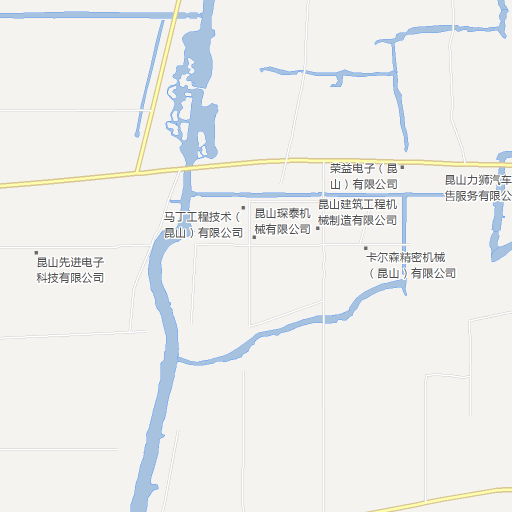 荣益电子（昆
山）有限公司
昆山力狮汽车
售服务有限公
马丁工程技术（
昆山）有限公司
昆山琛泰机
械有限公司
昆山建筑工程机
械制造有限公司
昆山先进电子
科技有限公司
卡尔森精密机械
（昆山）有限公司